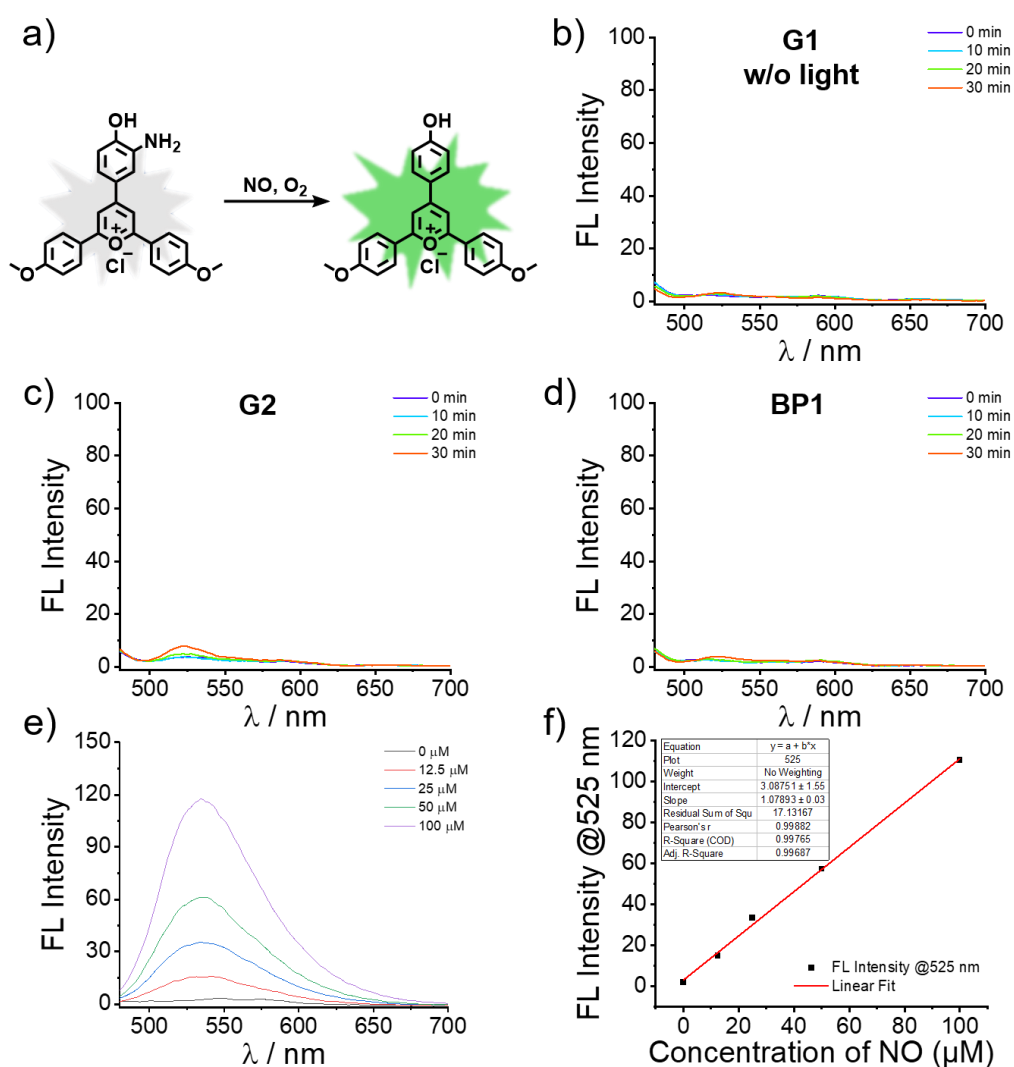 a)
OH
NH2
O
+
Cl−
O
O
NO, O2
OH
O
+
Cl−
O
O
b)
G1
w/o light
0 min
10 min
20 min
30 min
FL Intensity
100
80
60
40
20
0
500 550 600 650 700
λ / nm
c)
G2
0 min
10 min
20 min
30 min
FL Intensity
100
80
60
40
20
0
500 550 600 650 700
λ / nm
d)
BP1
0 min
10 min
20 min
30 min
FL Intensity
100
80
60
40
20
0
500 550 600 650 700
λ / nm
e)
0 μM
12.5 μM
25 μM
50 μM
100 μM
FL Intensity
150
120
90
60
30
0
500 550 600 650 700
λ / nm
f)
FL Intensity @525 nm
120
100
80
60
40
20
0
Equation y = a + b*x
Plot 525
Weight No Weighting
Intercept 3.08751 ± 1.55
Slope 1.07893 ± 0.03
Residual Sum of Squ 17.13167
Pearson's r 0.99882
R-Square (COD) 0.99765
Adj. R-Square 0.99687
FL Intensity @525 nm
Linear Fit
0 20 40 60 80 100
Concentration of NO (μM)